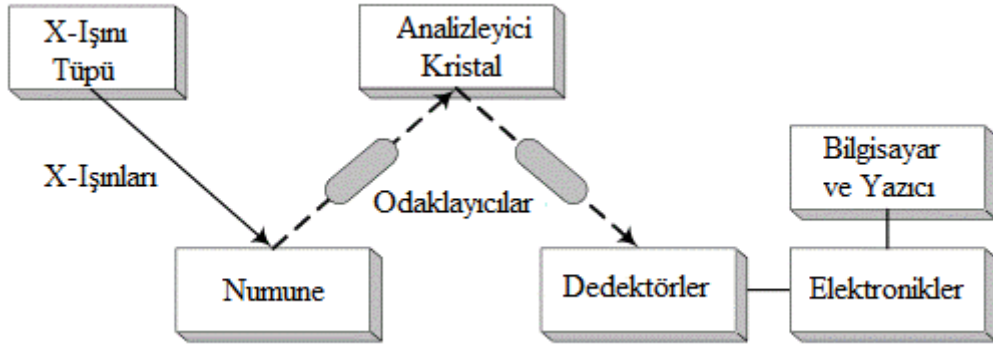 X-Işını
Tüpü
Analizleyici
Kristal
X-Işınları
Odaklayıcılar
Bilgisayar
ve Yazıcı
Numune
Dedektörler
Elektronikler